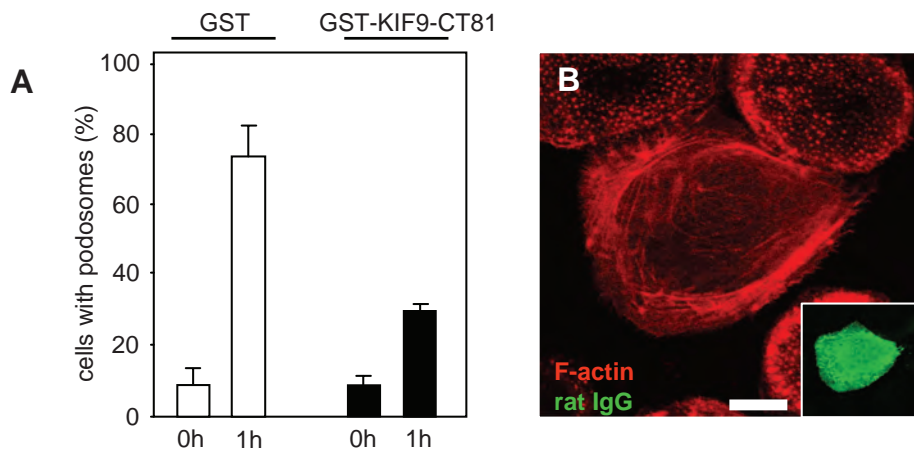 GST GST-KIF9-CT81
A
cells with podosomes (%)
100
80
60
40
20
0
0h 1h 0h 1h
B
F-actin
rat IgG